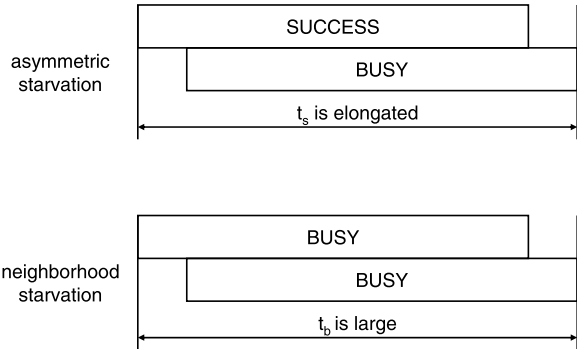 SUCCESS
asymmetric
starvation
BUSY
t_s is elongated
BUSY
neighborhood
starvation
BUSY
t_b is large